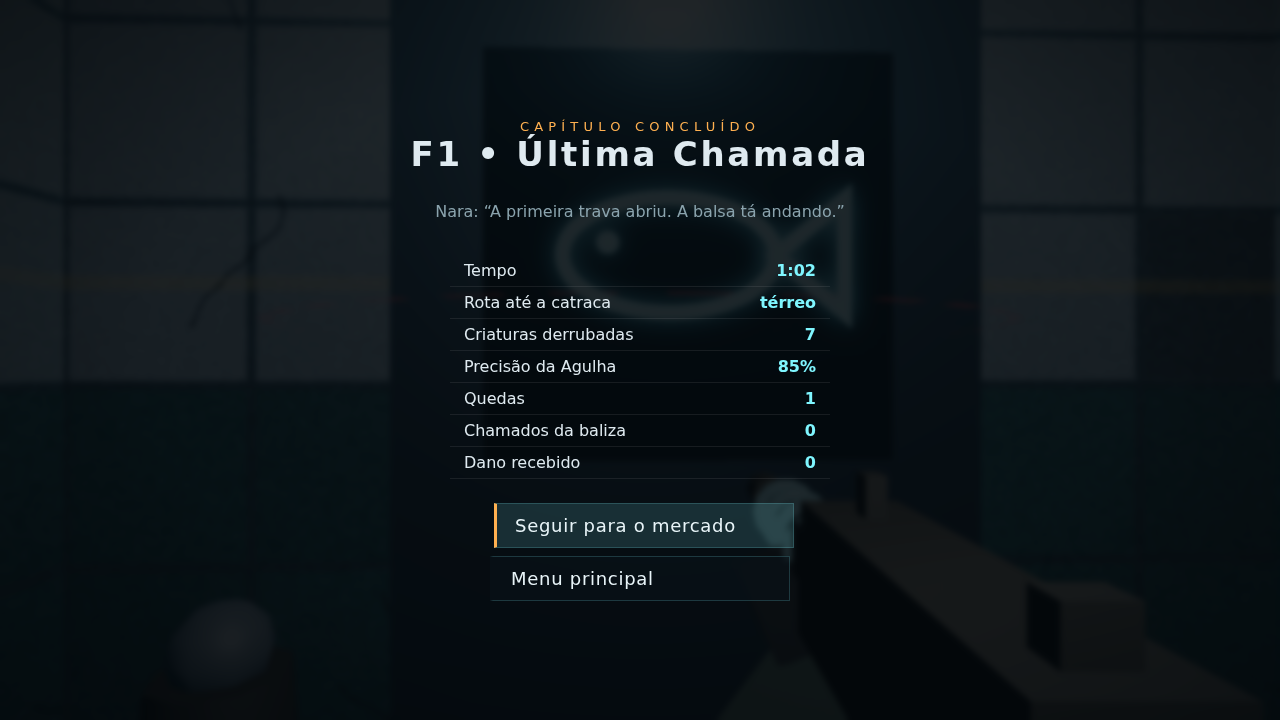 CAPÍTULO CONCLUÍDO
F1 • Última Chamada
Nara: “A primeira trava abriu. A balsa tá andando.”
Tempo 1:02
Rota até a catraca térreo
Criaturas derrubadas 7
Precisão da Agulha 85%
Quedas 1
Chamados da baliza 0
Dano recebido 0
Seguir para o mercado
Menu principal